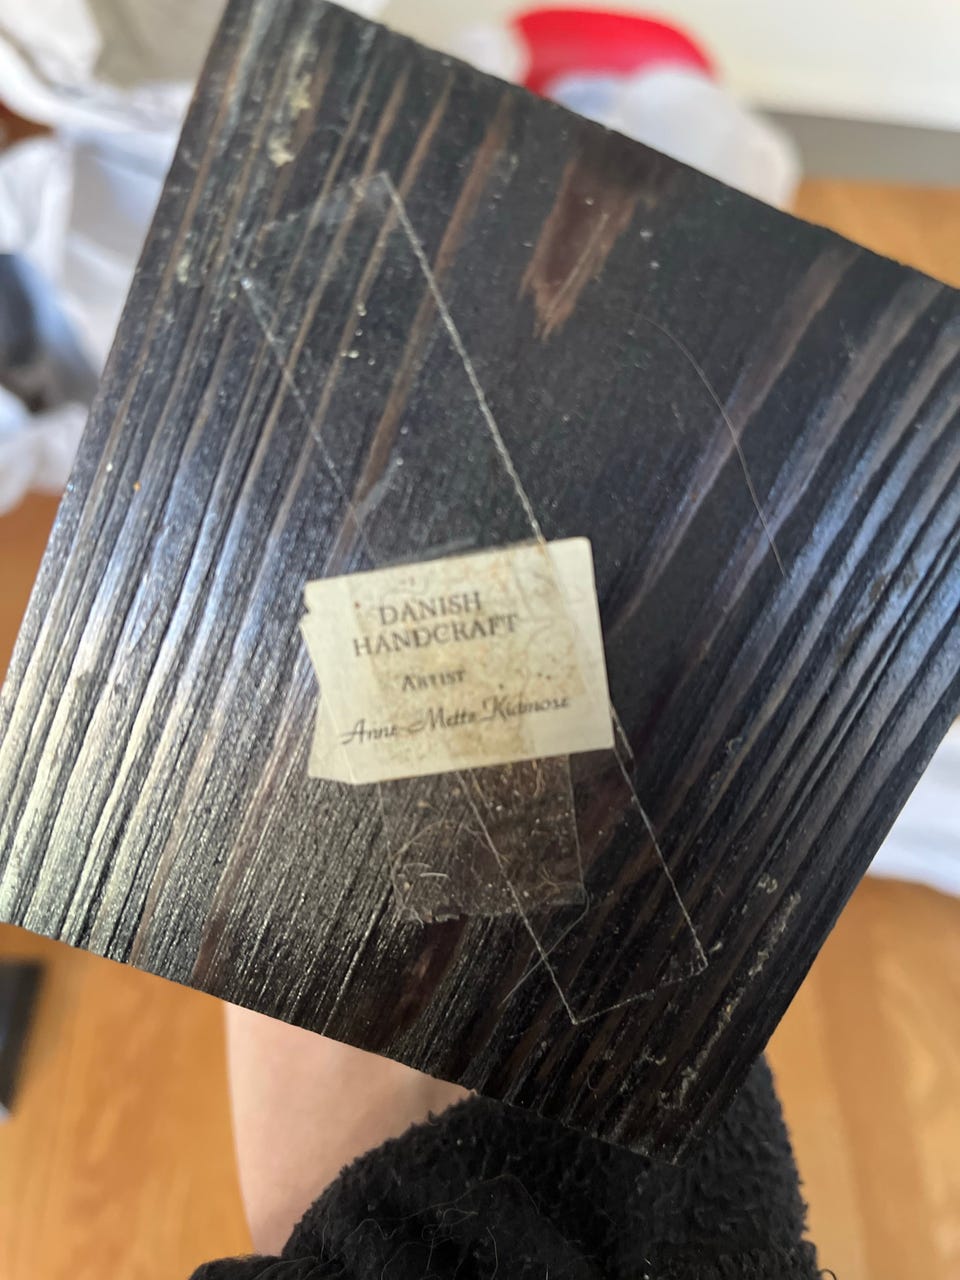 DANISH
HANDCRAFT
ARTIST
Anne-Mette Kidmose